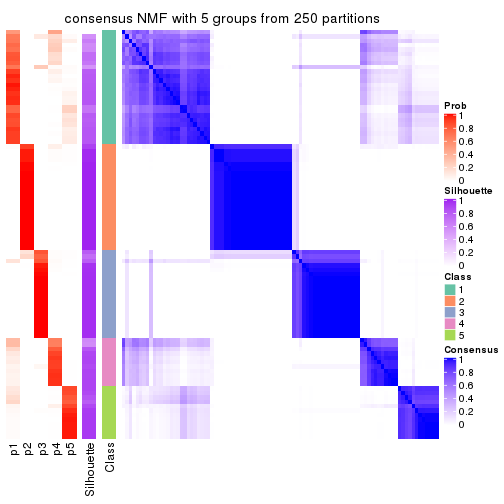 consensus NMF with 5 groups from 250 partitions
Prob
1
0.8
0.6
0.4
0.2
0
Silhouette
1
0.8
0.6
0.4
0.2
0
Class
1
2
3
4
5
Consensus
1
0.8
0.6
0.4
0.2
0
p1
p2
p3
p4
p5
Silhouette
Class